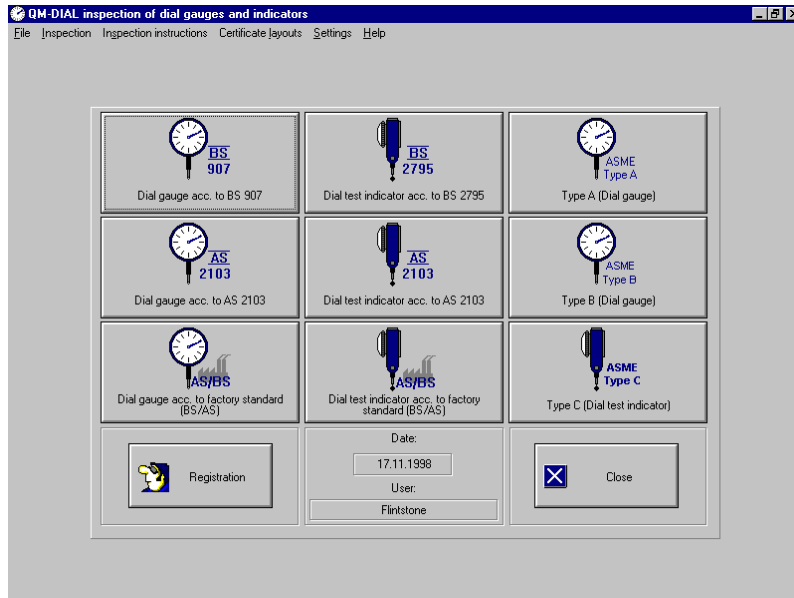 QM-DIAL inspection of dial gauges and indicators
File Inspection Inspection instructions Certificate layouts Settings Help
BS
907
Dial gauge acc. to BS 907
BS
2795
Dial test indicator acc. to BS 2795
ASME
Type A
Type A (Dial gauge)
AS
2103
Dial gauge acc. to AS 2103
AS
2103
Dial test indicator acc. to AS 2103
ASME
Type B
Type B (Dial gauge)
AS/BS
Dial gauge acc. to factory standard
(BS/AS)
AS/BS
Dial test indicator acc. to factory
standard (BS/AS)
ASME
Type C
Type C (Dial test indicator)
Registration
Date:
17.11.1998
User:
Flintstone
Close